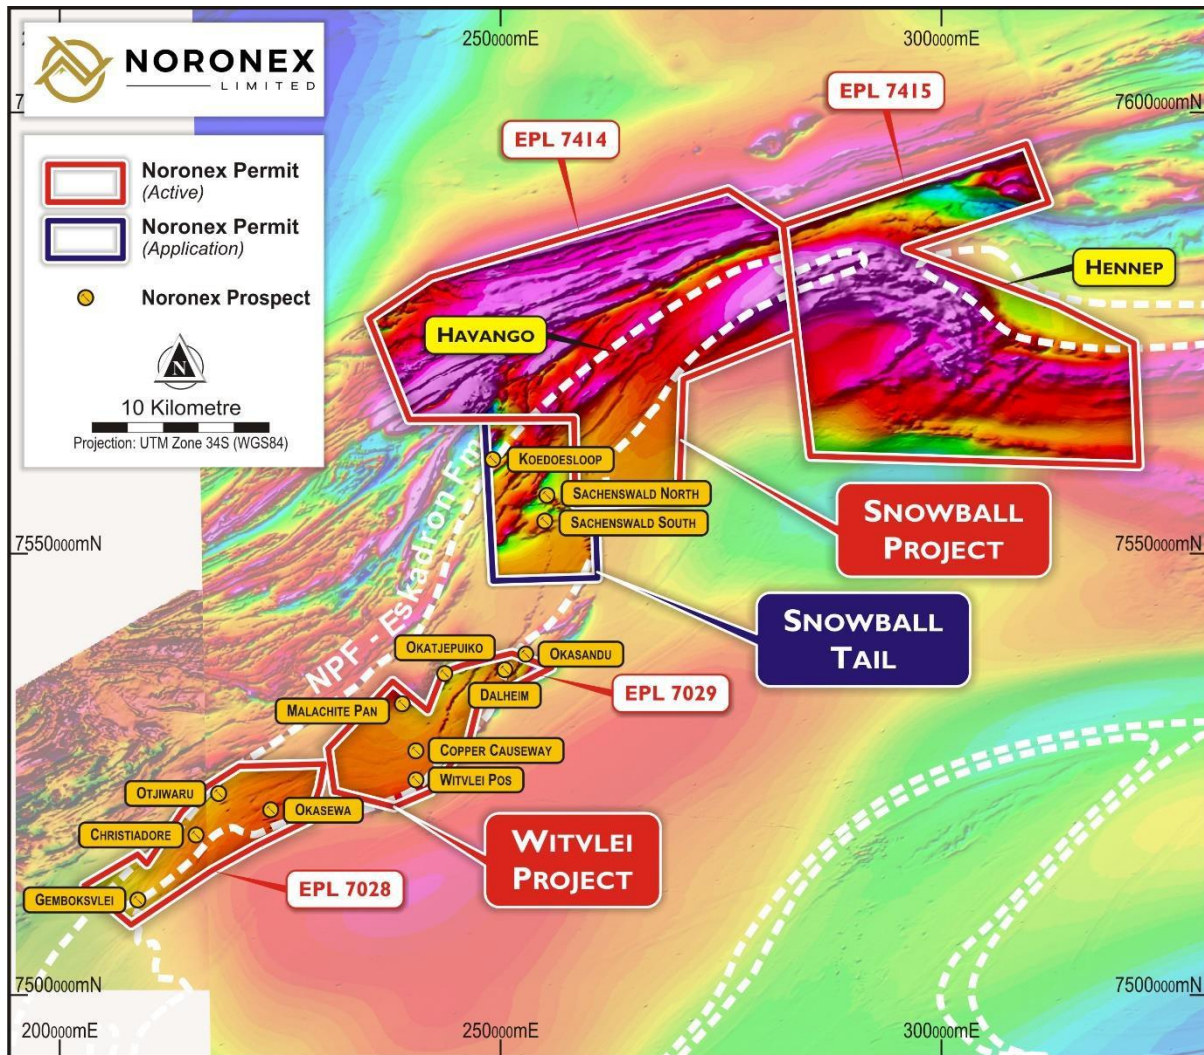 NORONEX
LIMITED
250000mE
300000mE
7600000mN
EPL 7415
EPL 7414
Noronex Permit
(Active)
Noronex Permit
(Application)
Noronex Prospect
N
10 Kilometre
Projection: UTM Zone 34S (WGS84)
HENNEP
HAVANGO
KOEDOESLOOP
SACHENSWALD NORTH
SACHENSWALD SOUTH
SNOWBALL
PROJECT
7550000mN
7550000mN
NPF - Eskadron Fm
SNOWBALL
TAIL
OKATJEPUIKO
OKASANDU
DALHEIM
EPL 7029
MALACHITE PAN
COPPER CAUSEWAY
WITVLEI POS
OTJIWARU
OKASEWA
CHRISTIADORE
WITVLEI
PROJECT
EPL 7028
GEMBOKSVLEI
7500000mN
7500000mN
200000mE
250000mE
300000mE